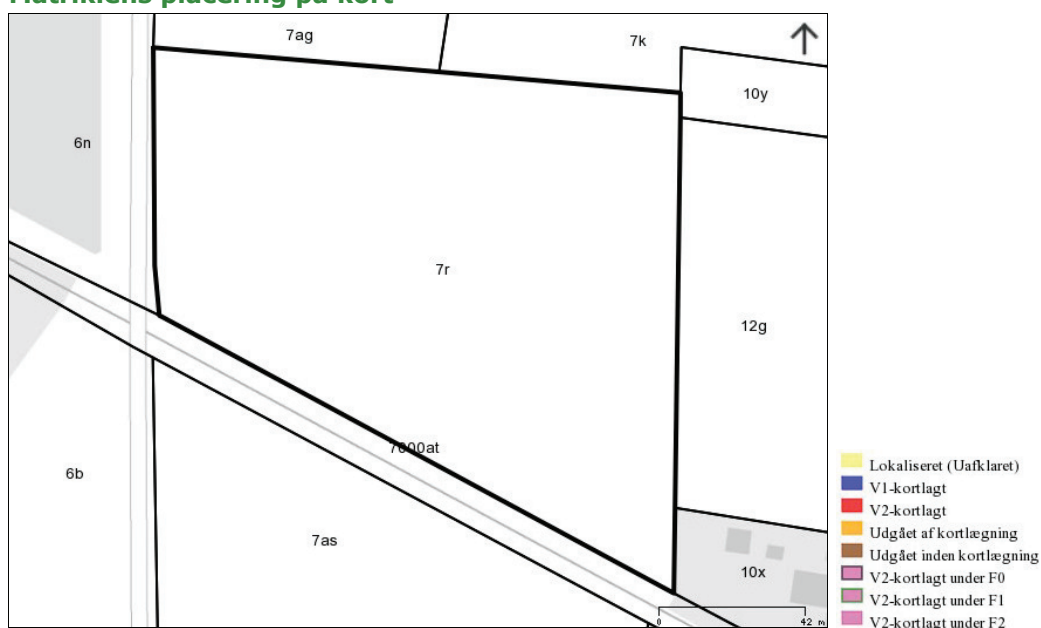 Matriklens placering på kort
7ag
7k
10y
6n
7r
12g
7000at
6b
7as
10x
0
42 m
Lokaliseret (Uafklaret)
V1-kortlagt
V2-kortlagt
Udgået af kortlægning
Udgået inden kortlægning
V2-kortlagt under F0
V2-kortlagt under F1
V2-kortlagt under F2